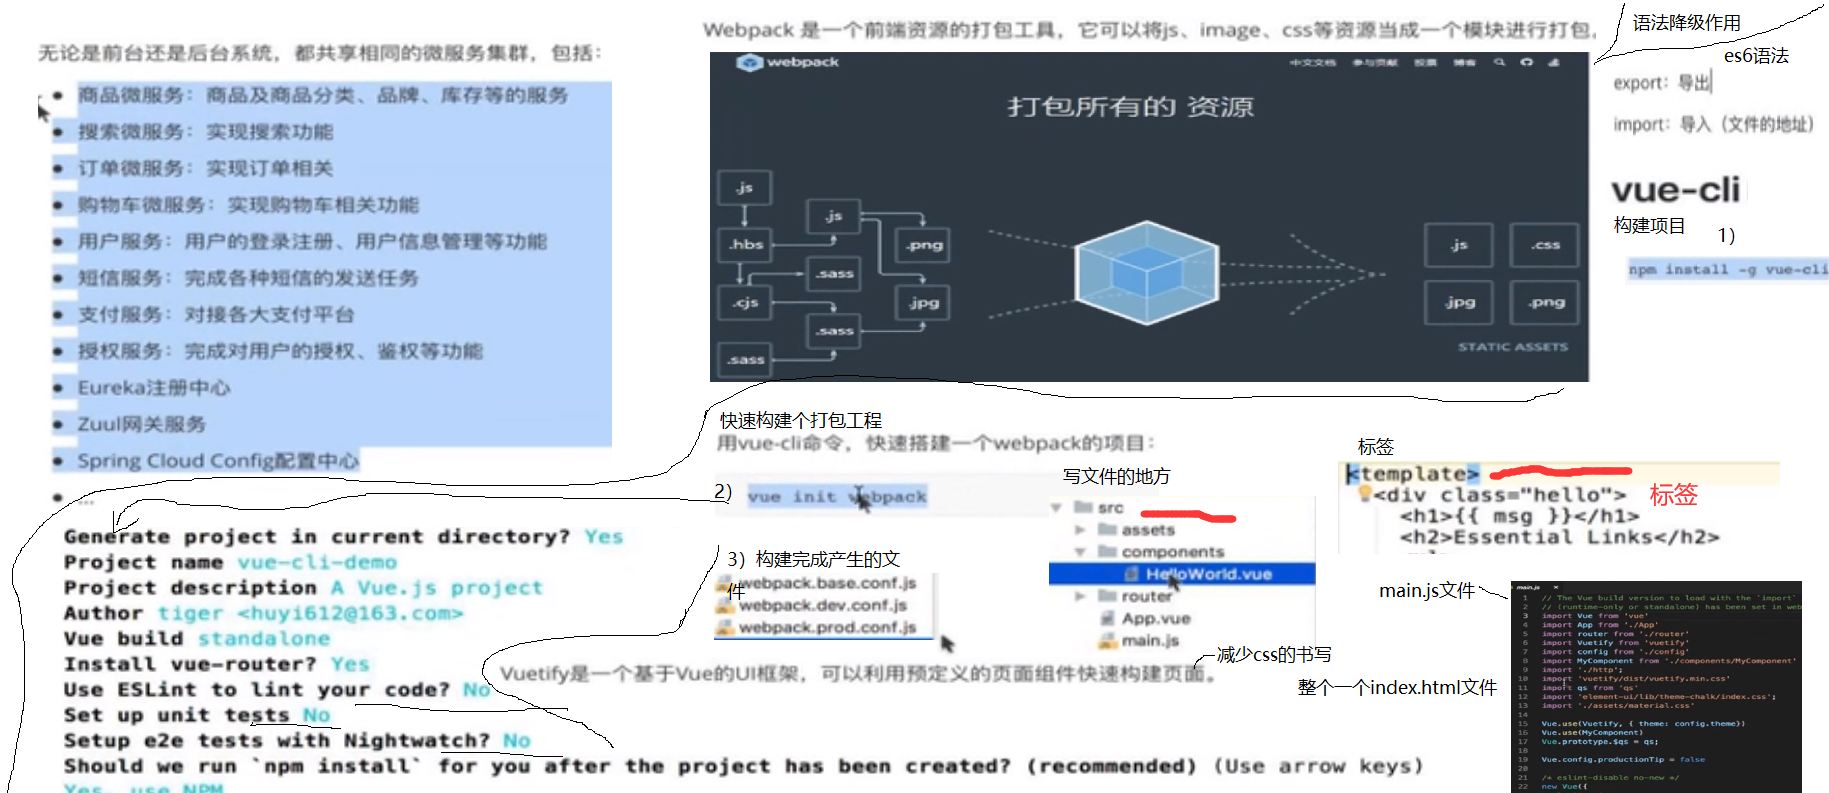 无论是前台还是后台系统，都共享相同的微服务集群，包括：
商品微服务：商品及商品分类、品牌、库存等的服务
搜索微服务：实现搜索功能
订单微服务：实现订单相关
购物车微服务：实现购物车相关功能
用户服务：用户的登录注册、用户信息管理等功能
短信服务：完成各种短信的发送任务
支付服务：对接各大支付平台
授权服务：完成对用户的授权、鉴权等功能
Eureka注册中心
Zuul网关服务
Spring Cloud Config配置中心
...
Webpack 是一个前端资源的打包工具，它可以将js、image、css等资源当成一个模块进行打包。
webpack
中文文档 参与贡献 投票 博客
打包所有的 资源
.js
.js
.hbs
.png
.sass
.cjs
.jpg
.sass
.sass
.js
.css
.jpg
.png
STATIC ASSETS
语法降级作用
es6语法
export：导出
import：导入（文件的地址）
vue-cli
构建项目
1）
npm install -g vue-cli
快速构建个打包工程
用vue-cli命令，快速搭建一个webpack的项目：
2）
vue init webpack
3）构建完成产生的文
件
webpack.base.conf.js
webpack.dev.conf.js
webpack.prod.conf.js
写文件的地方
src
assets
components
HelloWorld.vue
router
App.vue
main.js
标签
<template>
<div class="hello">
标签
<h1>{{ msg }}</h1>
<h2>Essential Links</h2>
Generate project in current directory? Yes
Project name vue-cli-demo
Project description A Vue.js project
Author tiger <huyi612@163.com>
Vue build standalone
Install vue-router? Yes
Use ESLint to lint your code? No
Set up unit tests No
Setup e2e tests with Nightwatch? No
Should we run `npm install` for you after the project has been created? (recommended) (Use arrow keys)
Yes, use NPM
Vuetify是一个基于Vue的UI框架，可以利用预定义的页面组件快速构建页面。
减少css的书写
整个一个index.html文件
main.js文件
main.js
1 // The Vue build version to load with the `import`
2 // (runtime-only or standalone) has been set in web
3 import Vue from 'vue'
4 import App from './App'
5 import router from './router'
6 import Vuetify from 'vuetify'
7 import config from './config'
8 import MyComponent from './components/MyComponent'
9 import './http';
10 import 'vuetify/dist/vuetify.min.css'
11 import qs from 'qs'
12 import 'element-ui/lib/theme-chalk/index.css';
13 import './assets/material.css'
14
15 Vue.use(Vuetify, { theme: config.theme})
16 Vue.use(MyComponent)
17 Vue.prototype.$qs = qs;
18
19 Vue.config.productionTip = false
20
21 /* eslint-disable no-new */
22 new Vue({